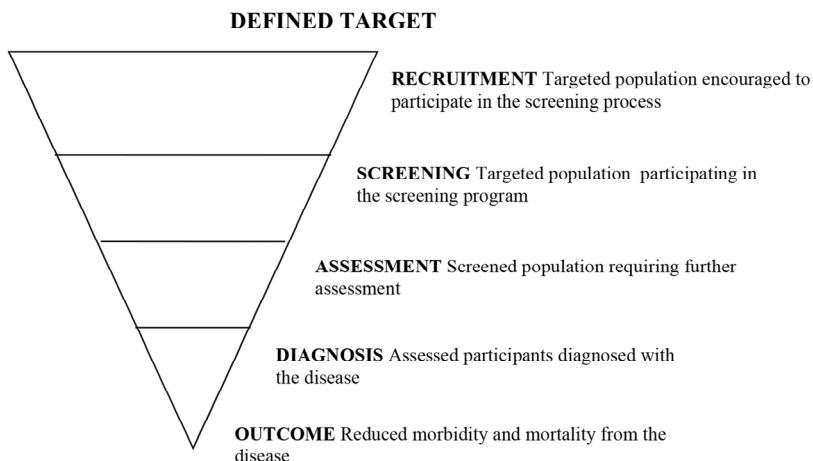 DEFINED TARGET
RECRUITMENT Targeted population encouraged to
participate in the screening process
SCREENING Targeted population participating in
the screening program
ASSESSMENT Screened population requiring further
assessment
DIAGNOSIS Assessed participants diagnosed with
the disease
OUTCOME Reduced morbidity and mortality from the
disease